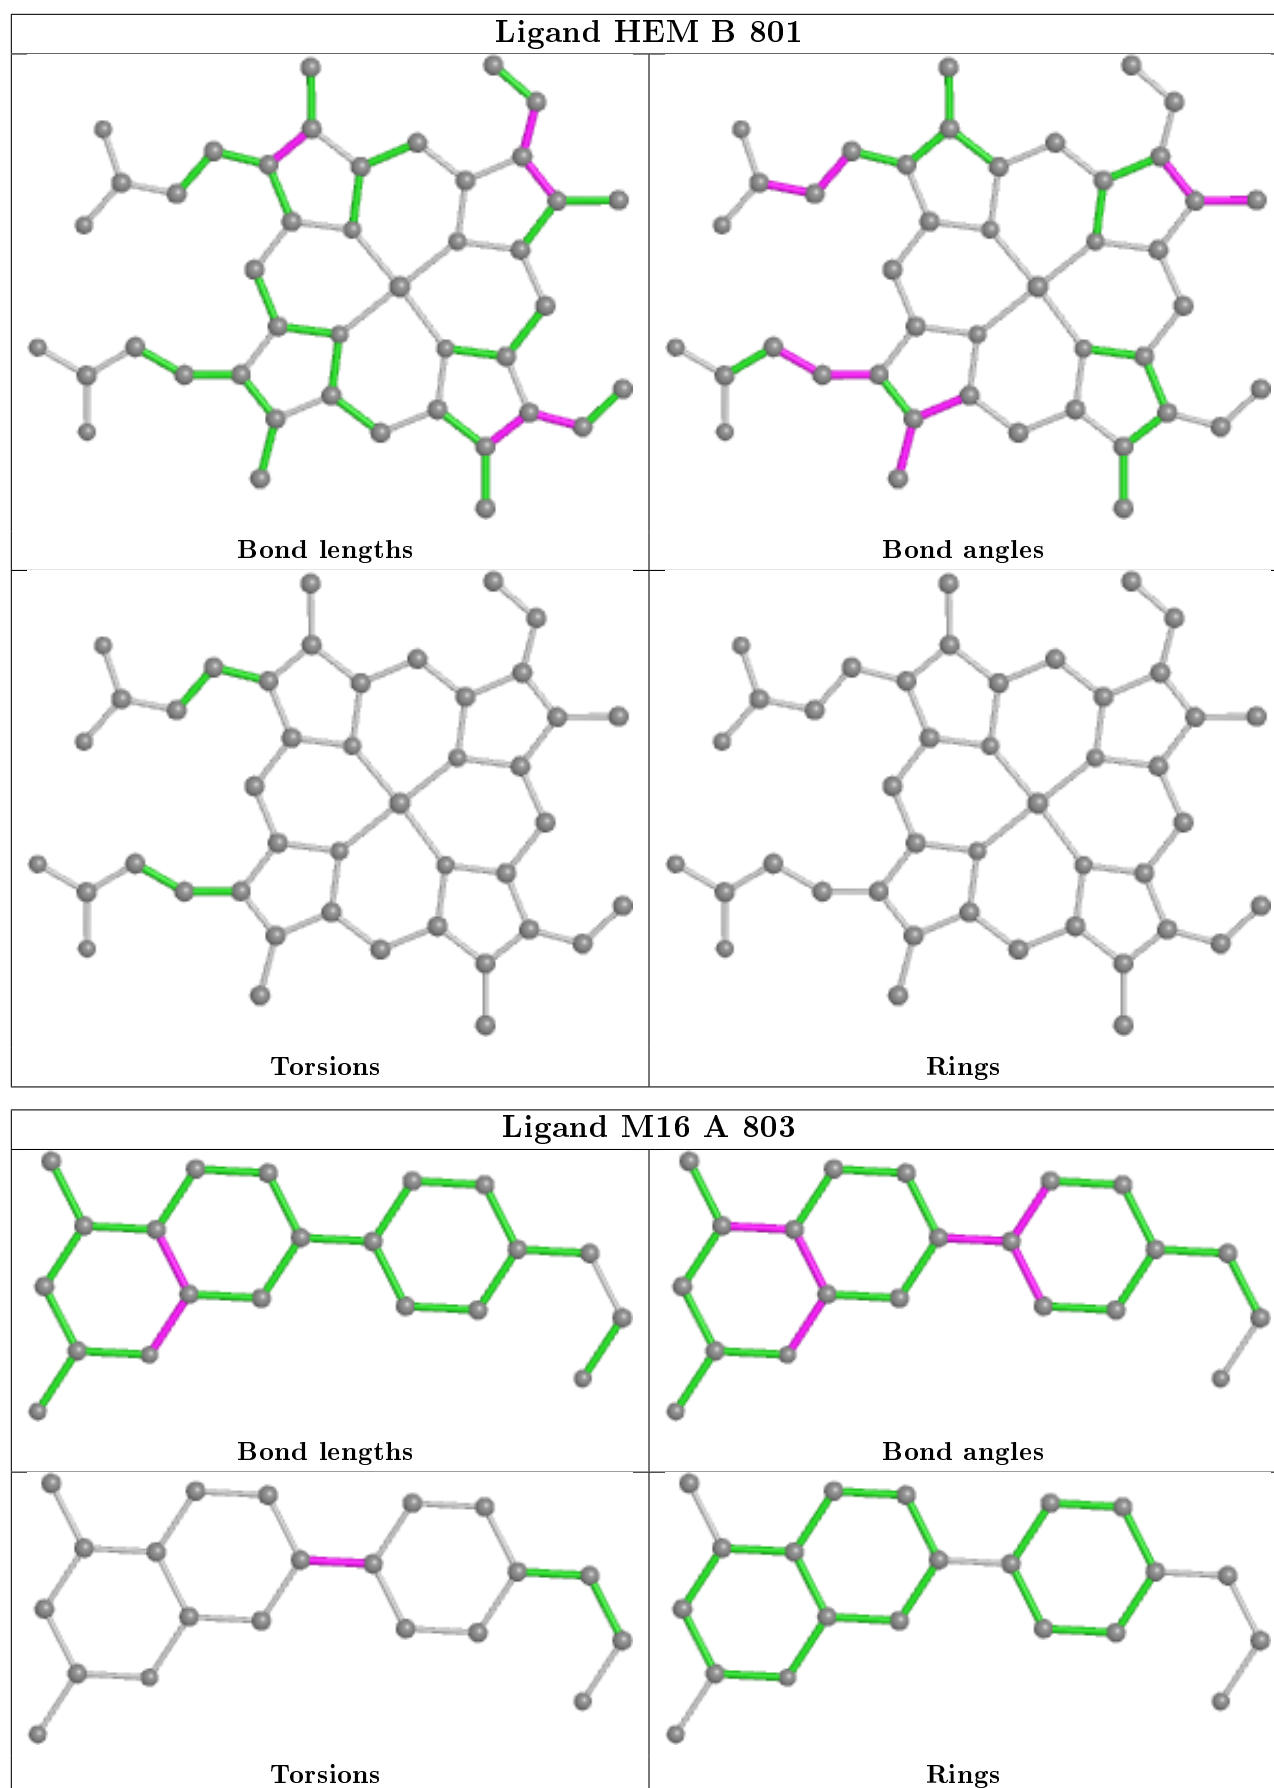 Ligand HEM B 801
Bond lengths
Bond angles
Torsions
Rings
Ligand M16 A 803
Bond lengths
Bond angles
Torsions
Rings